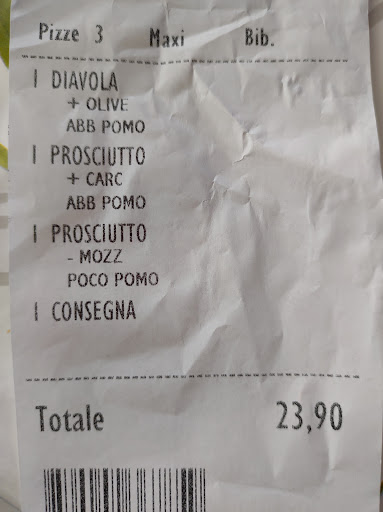 Pizze 3 Maxi Bib.
1 DIAVOLA
+ OLIVE
ABB POMO
1 PROSCIUTTO
+ CARC
ABB POMO
1 PROSCIUTTO
- MOZZ
POCO POMO
1 CONSEGNA
Totale 23,90